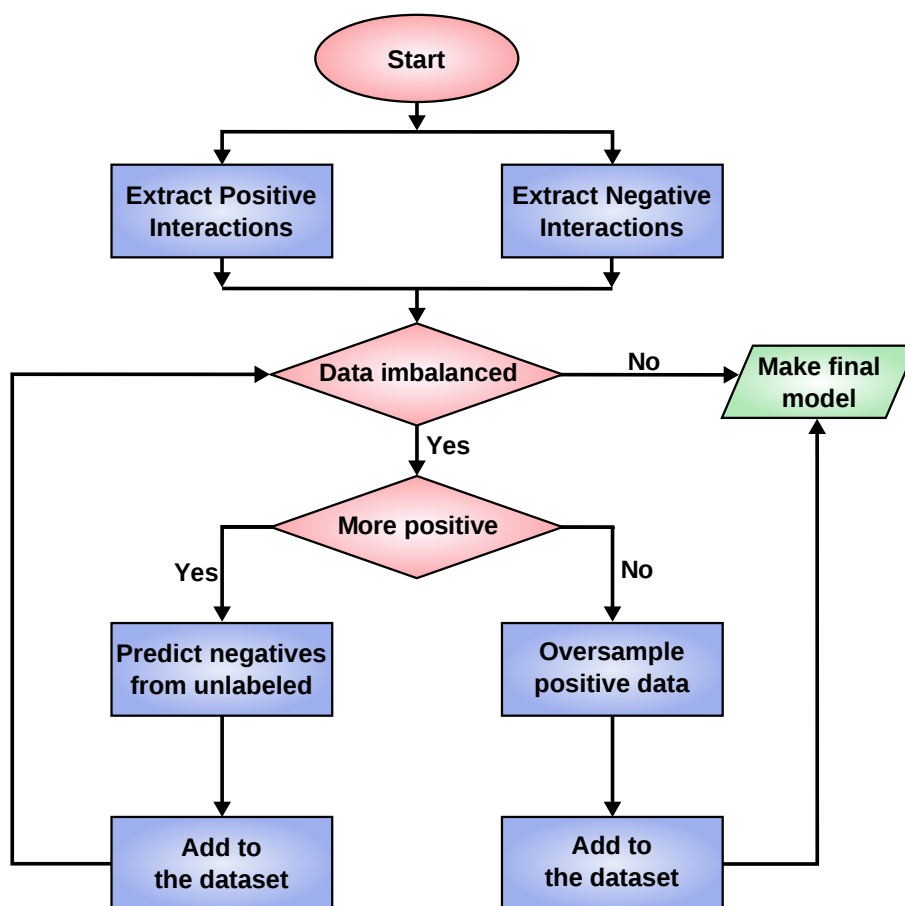 Start
Extract Positive
Interactions
Extract Negative
Interactions
Data imbalanced
No
Make final
model
Yes
More positive
Yes
No
Predict negatives
from unlabeled
Oversample
positive data
Add to
the dataset
Add to
the dataset